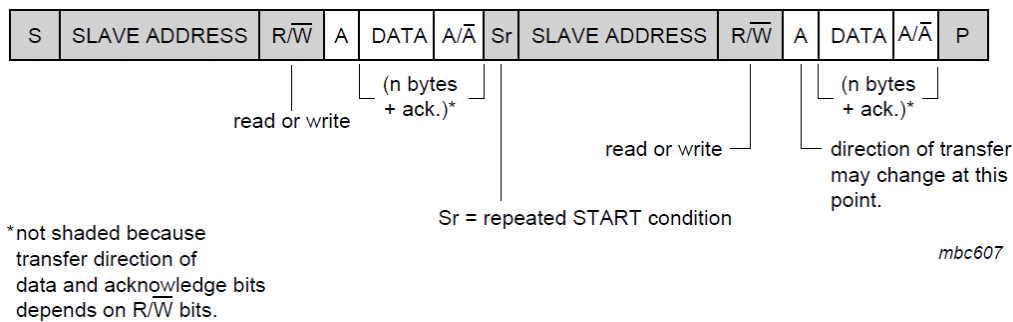 S SLAVE ADDRESS R/W̅ A DATA A/A̅ Sr SLAVE ADDRESS R/W̅ A DATA A/A̅ P
(n bytes
+ ack.)*
read or write
(n bytes
+ ack.)*
read or write
direction of transfer
may change at this
point.
Sr = repeated START condition
*not shaded because
transfer direction of
data and acknowledge bits
depends on R/W̅ bits.
mbc607